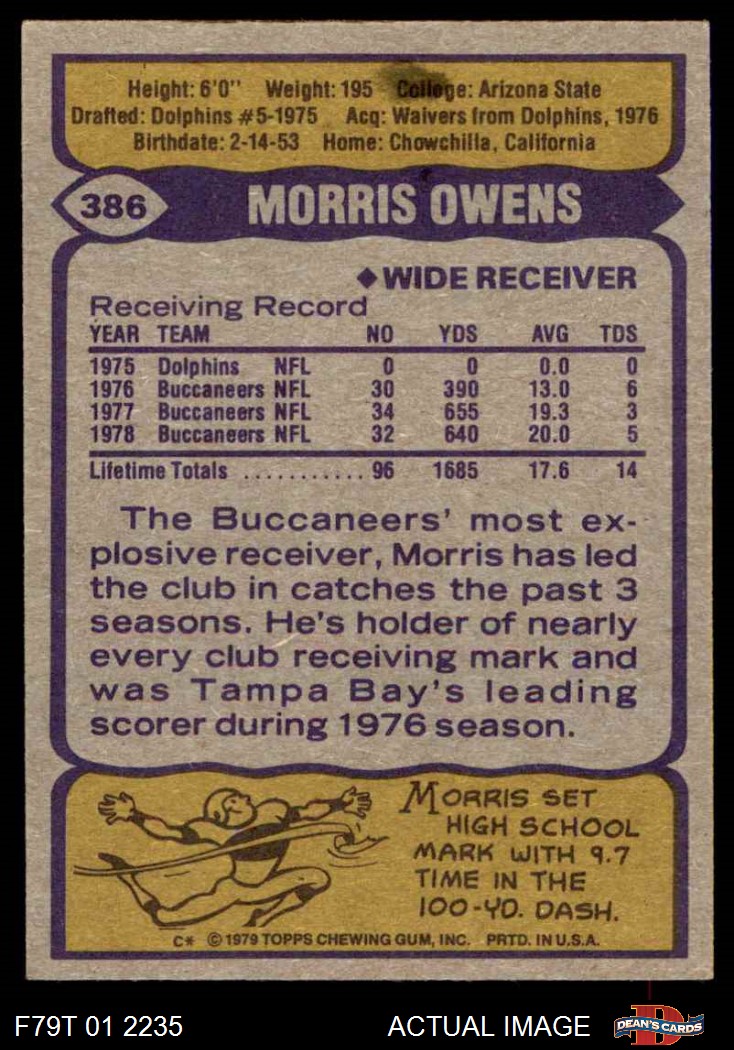 Height: 6'0" Weight: 195 College: Arizona State
Drafted: Dolphins #5-1975 Acq: Waivers from Dolphins, 1976
Birthdate: 2-14-53 Home: Chowchilla, California
386 MORRIS OWENS
◆WIDE RECEIVER
Receiving Record
YEAR TEAM NO YDS AVG TDS
1975 Dolphins NFL 0 0 0.0 0
1976 Buccaneers NFL 30 390 13.0 6
1977 Buccaneers NFL 34 655 19.3 3
1978 Buccaneers NFL 32 640 20.0 5
Lifetime Totals ........... 96 1685 17.6 14
The Buccaneers' most ex-
plosive receiver, Morris has led
the club in catches the past 3
seasons. He's holder of nearly
every club receiving mark and
was Tampa Bay's leading
scorer during 1976 season.
MORRIS SET
HIGH SCHOOL
MARK WITH 9.7
TIME IN THE
100-YD. DASH.
C* © 1979 TOPPS CHEWING GUM, INC. PRTD. IN U.S.A.
F79T 01 2235 ACTUAL IMAGE D DEAN'S CARDS